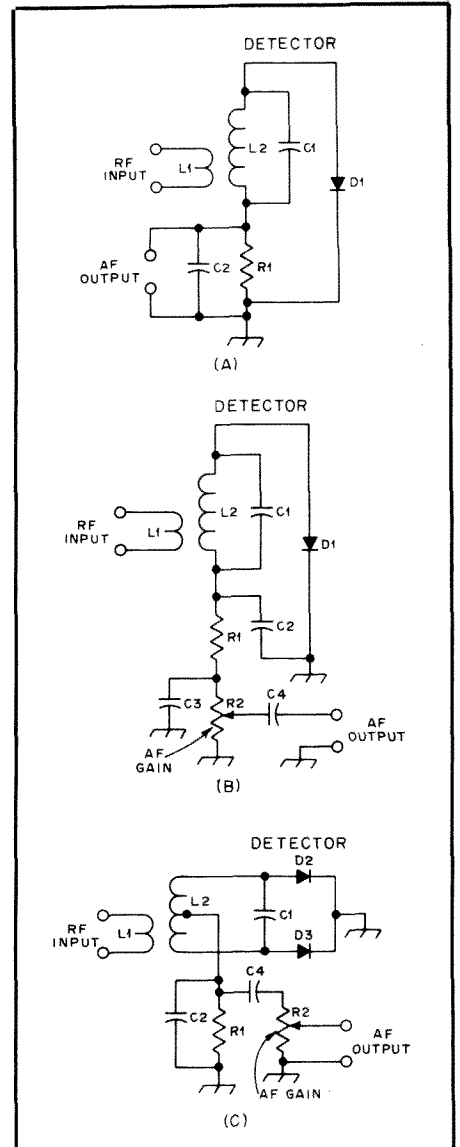 DETECTOR
L2
C1
RF
INPUT
L1
D1
AF
OUTPUT
C2
R1
(A)
DETECTOR
L2
C1
RF
INPUT
L1
D1
R1
C2
C3
R2
C4
AF
GAIN
AF
OUTPUT
(B)
DETECTOR
D2
L2
C1
RF
INPUT
L1
D3
C4
C2
R1
R2
AF
OUTPUT
AF GAIN
(C)